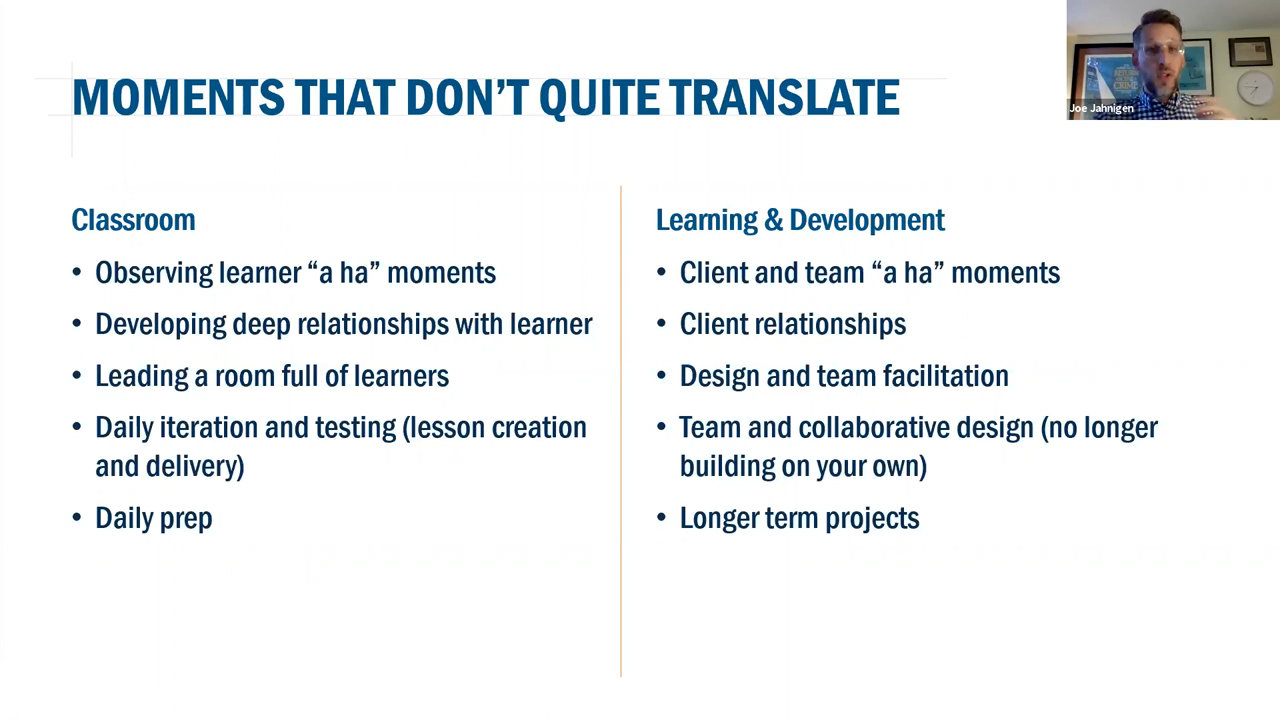 MOMENTS THAT DON’T QUITE TRANSLATE
Joe Jahnigen
Classroom
• Observing learner “a ha” moments
• Developing deep relationships with learner
• Leading a room full of learners
• Daily iteration and testing (lesson creation
and delivery)
• Daily prep
Learning & Development
• Client and team “a ha” moments
• Client relationships
• Design and team facilitation
• Team and collaborative design (no longer
building on your own)
• Longer term projects